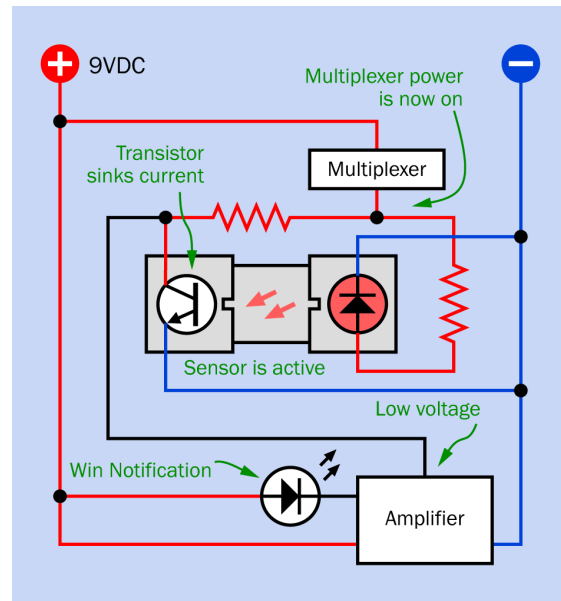 9VDC
Multiplexer power
is now on
Transistor
sinks current
Multiplexer
Sensor is active
Low voltage
Win Notification
Amplifier